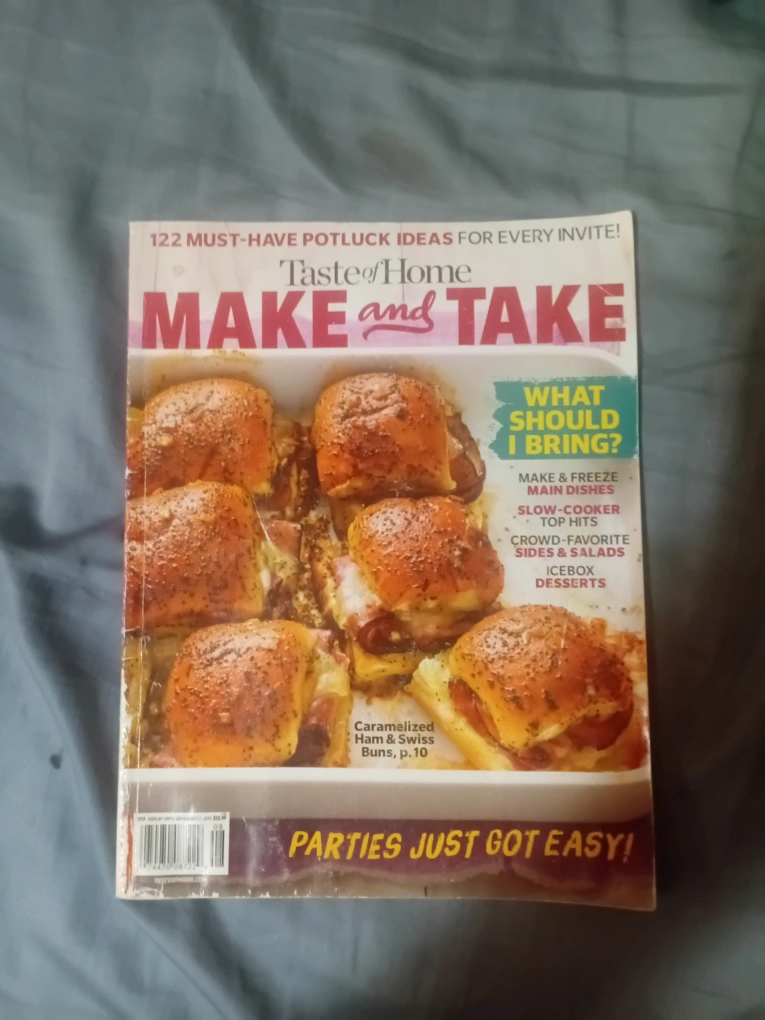 122 MUST-HAVE POTLUCK IDEAS FOR EVERY INVITE!
Taste of Home
MAKE and TAKE
WHAT
SHOULD
I BRING?
MAKE & FREEZE
MAIN DISHES
SLOW-COOKER
TOP HITS
CROWD-FAVORITE
SIDES & SALADS
ICEBOX
DESSERTS
Caramelized
Ham & Swiss
Buns, p.10
08
PARTIES JUST GOT EASY!